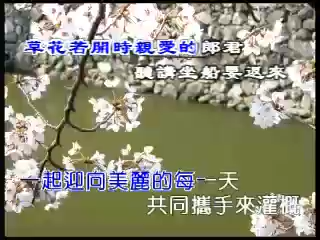 草花若開時親愛的郎君
聽講坐船要返來
一起迎向美麗的每一天
共同攜手來灌溉